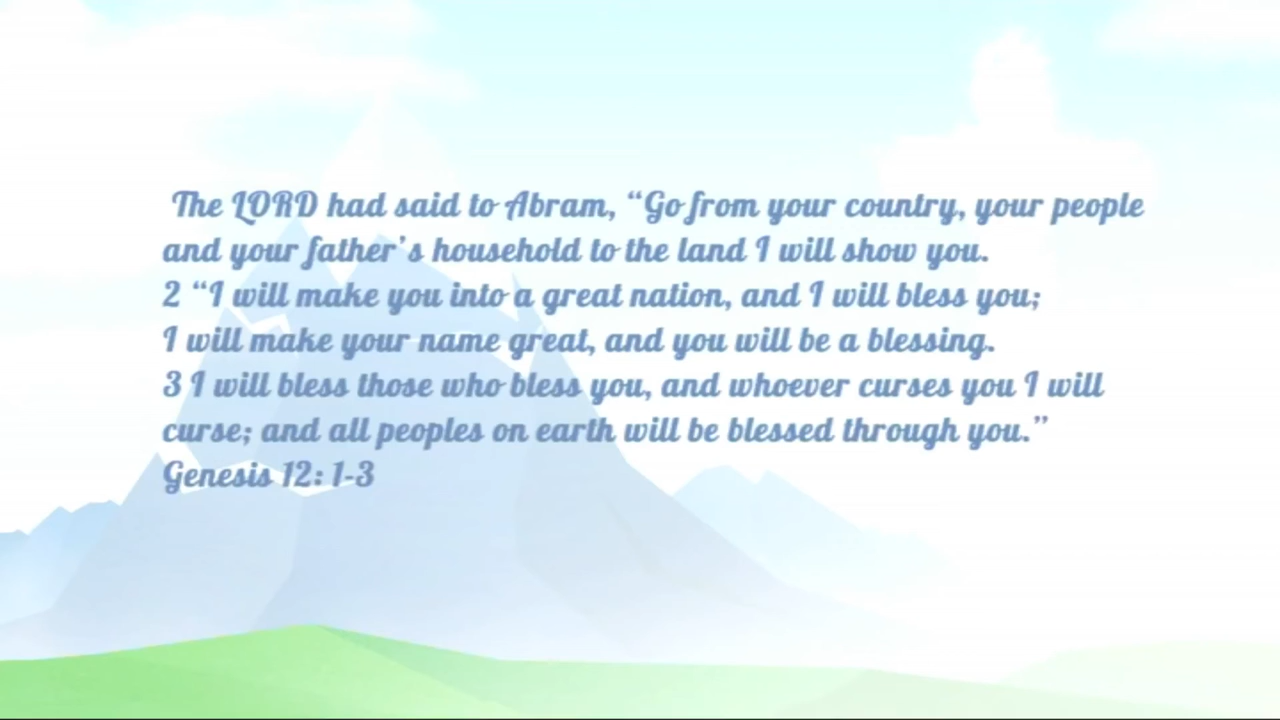 The LORD had said to Abram, “Go from your country, your people
and your father’s household to the land I will show you.
2 “I will make you into a great nation, and I will bless you;
I will make your name great, and you will be a blessing.
3 I will bless those who bless you, and whoever curses you I will
curse; and all peoples on earth will be blessed through you.”
Genesis 12: 1-3